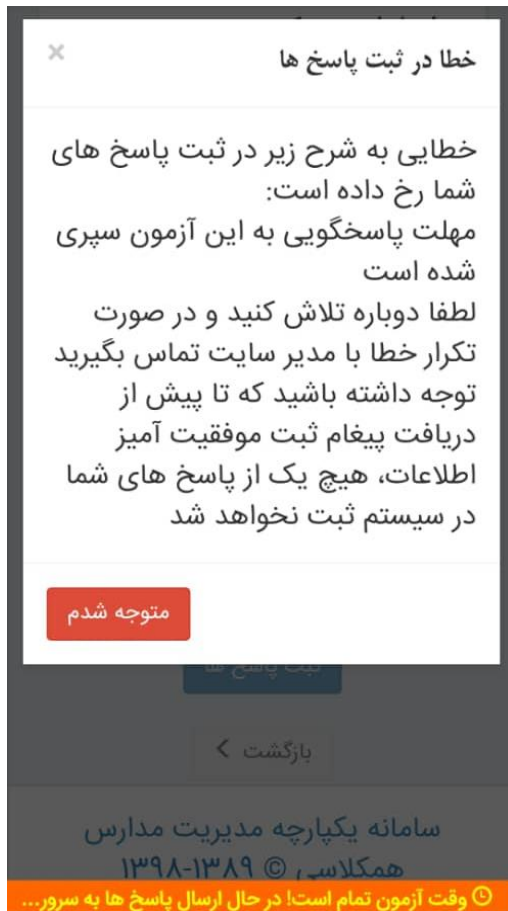 خطا در ثبت پاسخ ها
×
خطایی به شرح زیر در ثبت پاسخ های
شما رخ داده است:
مهلت پاسخگویی به این آزمون سپری
شده است
لطفا دوباره تلاش کنید و در صورت
تکرار خطا با مدیر سایت تماس بگیرید
توجه داشته باشید که تا پیش از
دریافت پیغام ثبت موفقیت آمیز
اطلاعات، هیچ یک از پاسخ های شما
در سیستم ثبت نخواهد شد
متوجه شدم
ثبت پاسخ ها
بازگشت
سامانه یکپارچه مدیریت مدارس
همکلاسی © ۱۳۸۹-۱۳۹۸
وقت آزمون تمام است! در حال ارسال پاسخ ها به سرور...